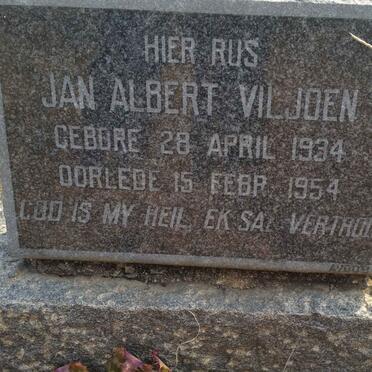 HIER RUS
JAN ALBERT VILJOEN
GEBORE 28 APRIL 1934
OORLEDE 15 FEBR 1954
GOD IS MY HEIL, EK SAL VERTROU